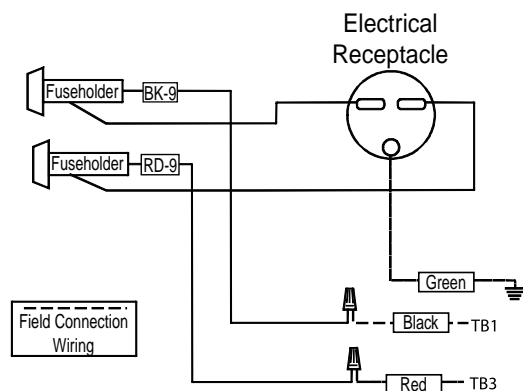 Electrical
Receptacle
Fuseholder
BK-9
Fuseholder
RD-9
Green
Field Connection
Wiring
Black
TB1
Red
TB3